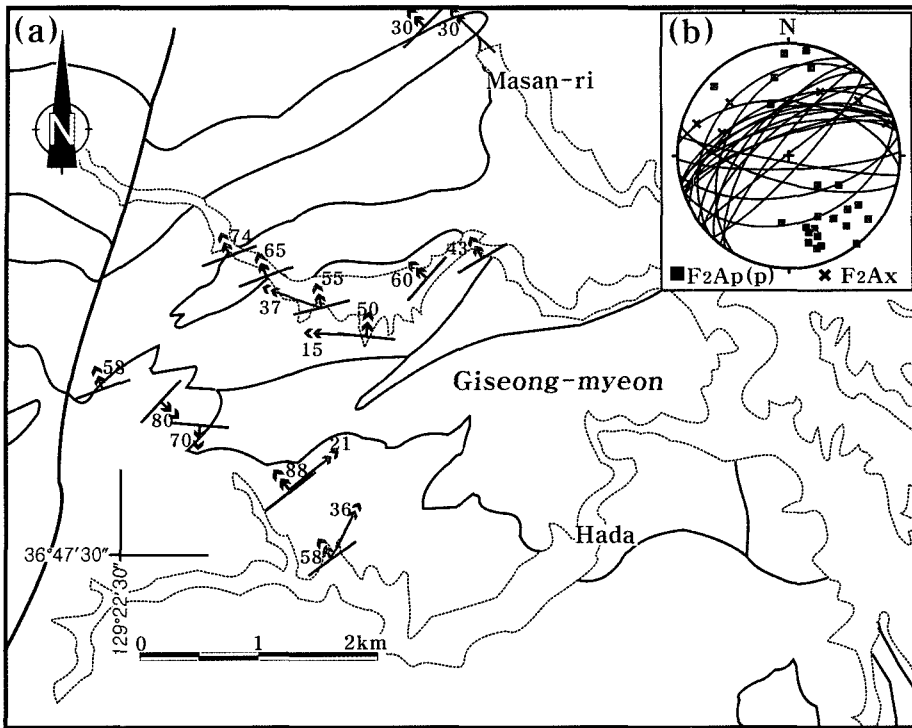 (a)
(b)
N
30
30
Masan-ri
N
■F₂Ap(p) ×F₂Ax
74
65
43
55
60
37
50
15
58
Giseong-myeon
80
70
21
88
36
Hada
58
36°47′30″
129°22′30″
0 1 2km